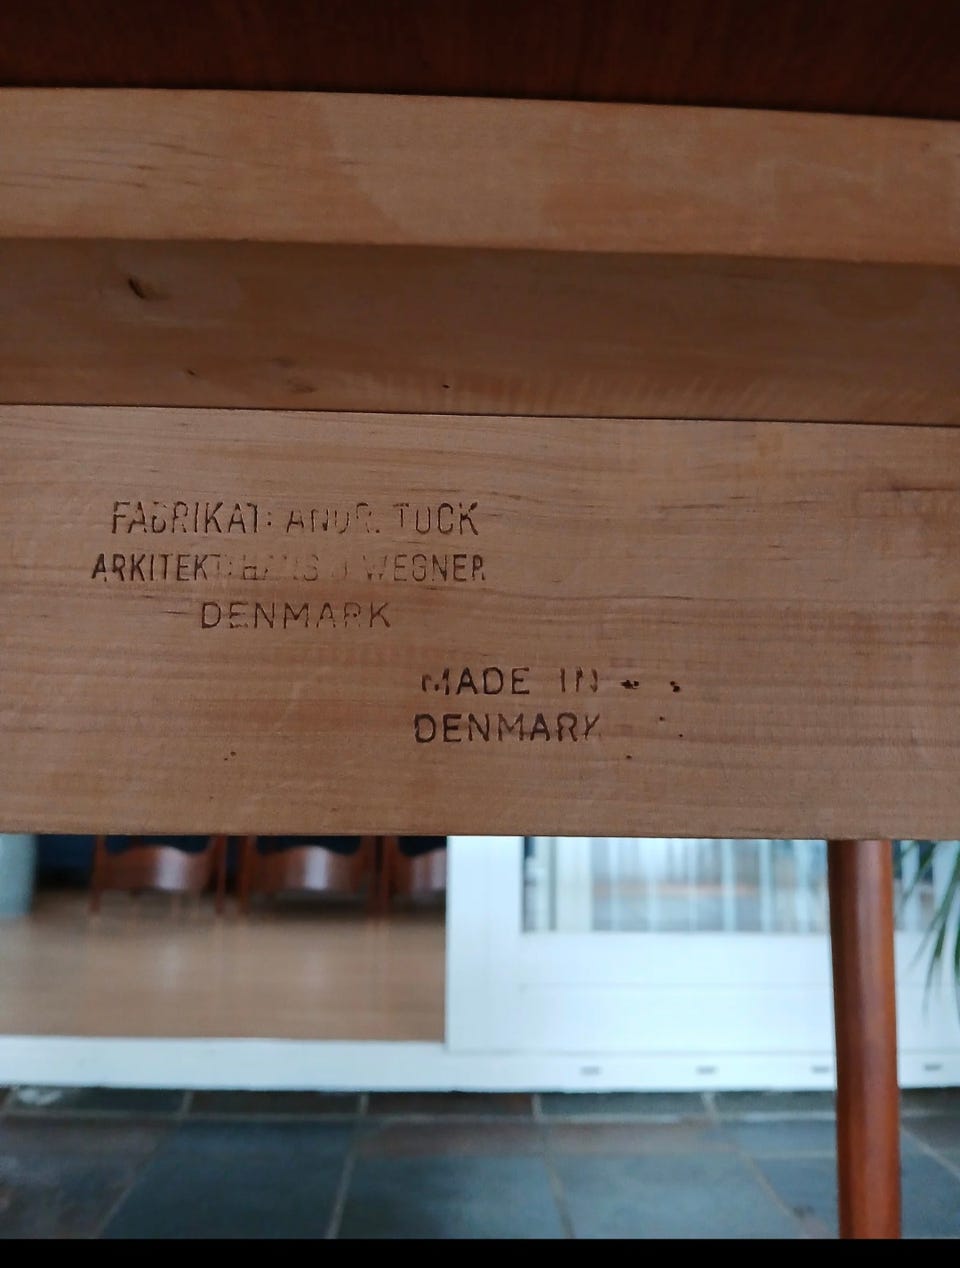 FABRIKAT: ANDR. TUCK
ARKITEKT: HANS J WEGNER
DENMARK
MADE IN
DENMARK